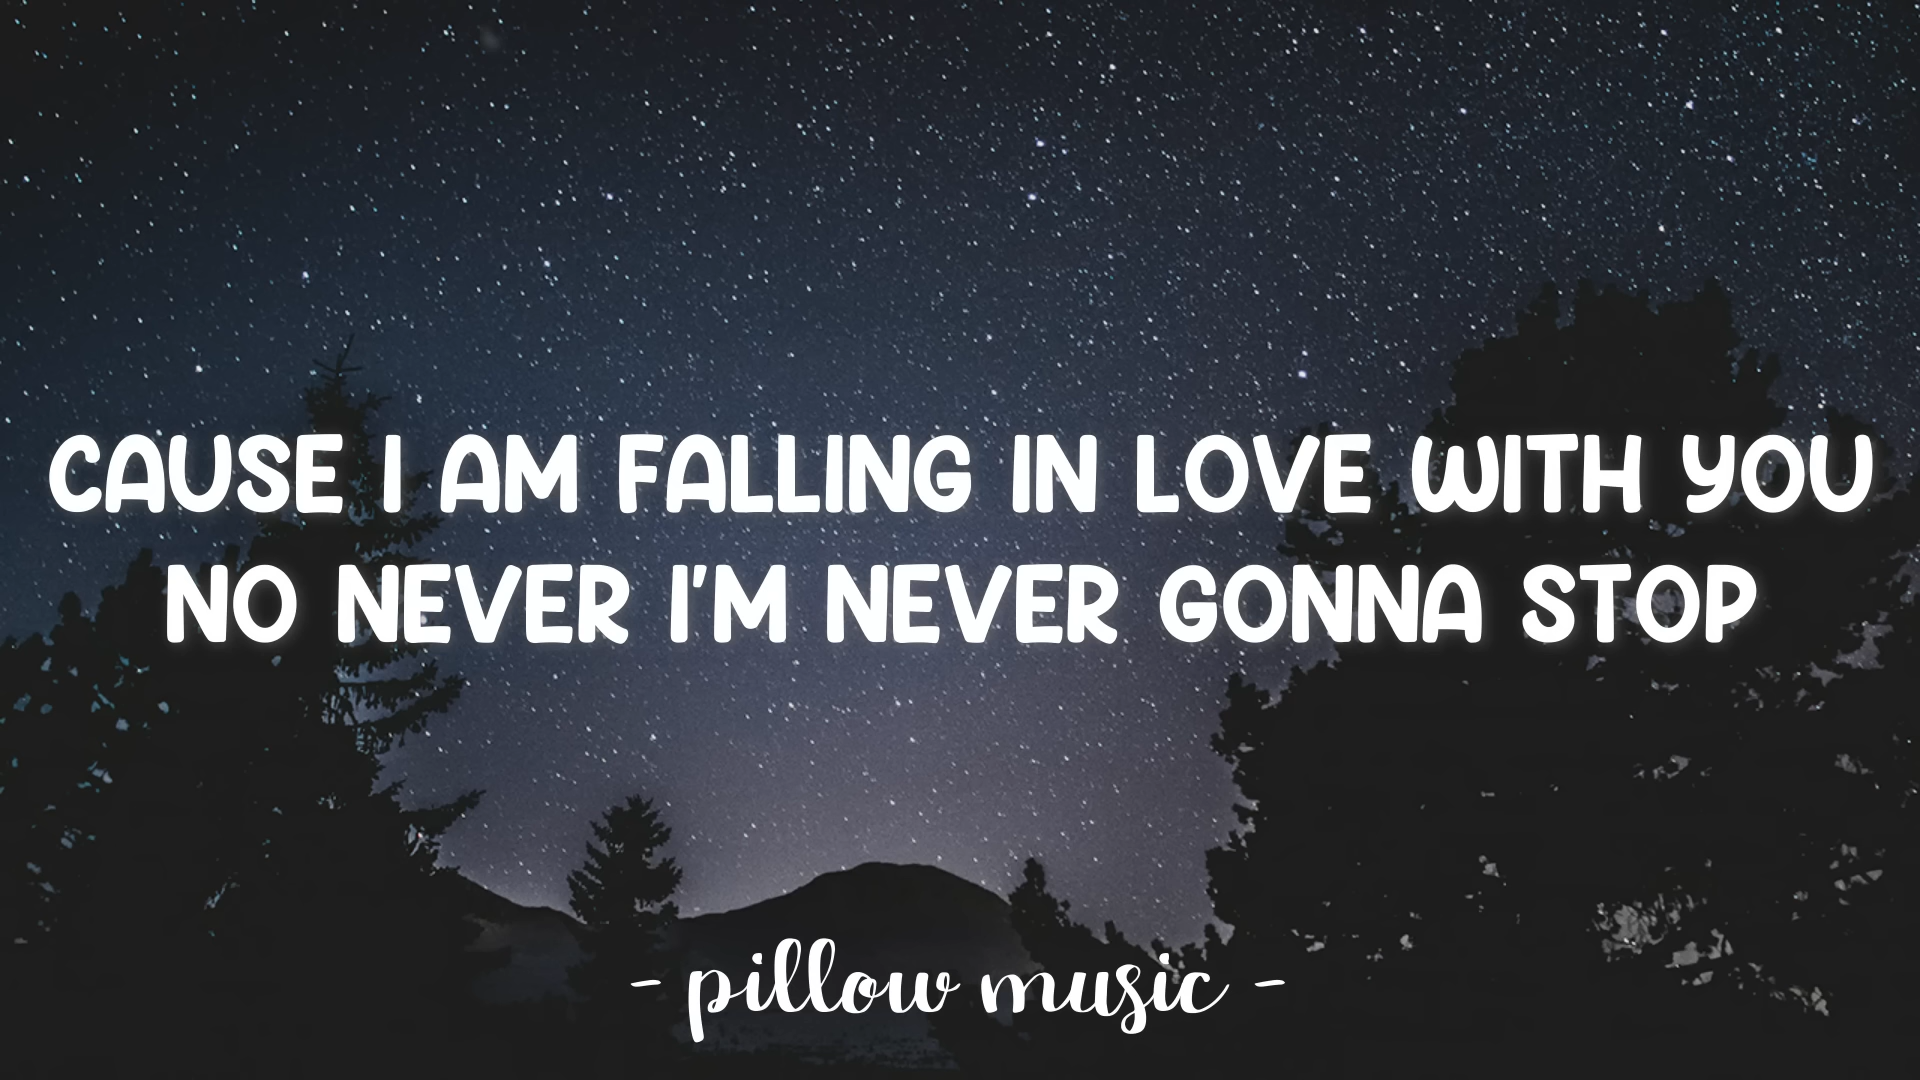 CAUSE I AM FALLING IN LOVE WITH YOU
NO NEVER I'M NEVER GONNA STOP
- pillow music -